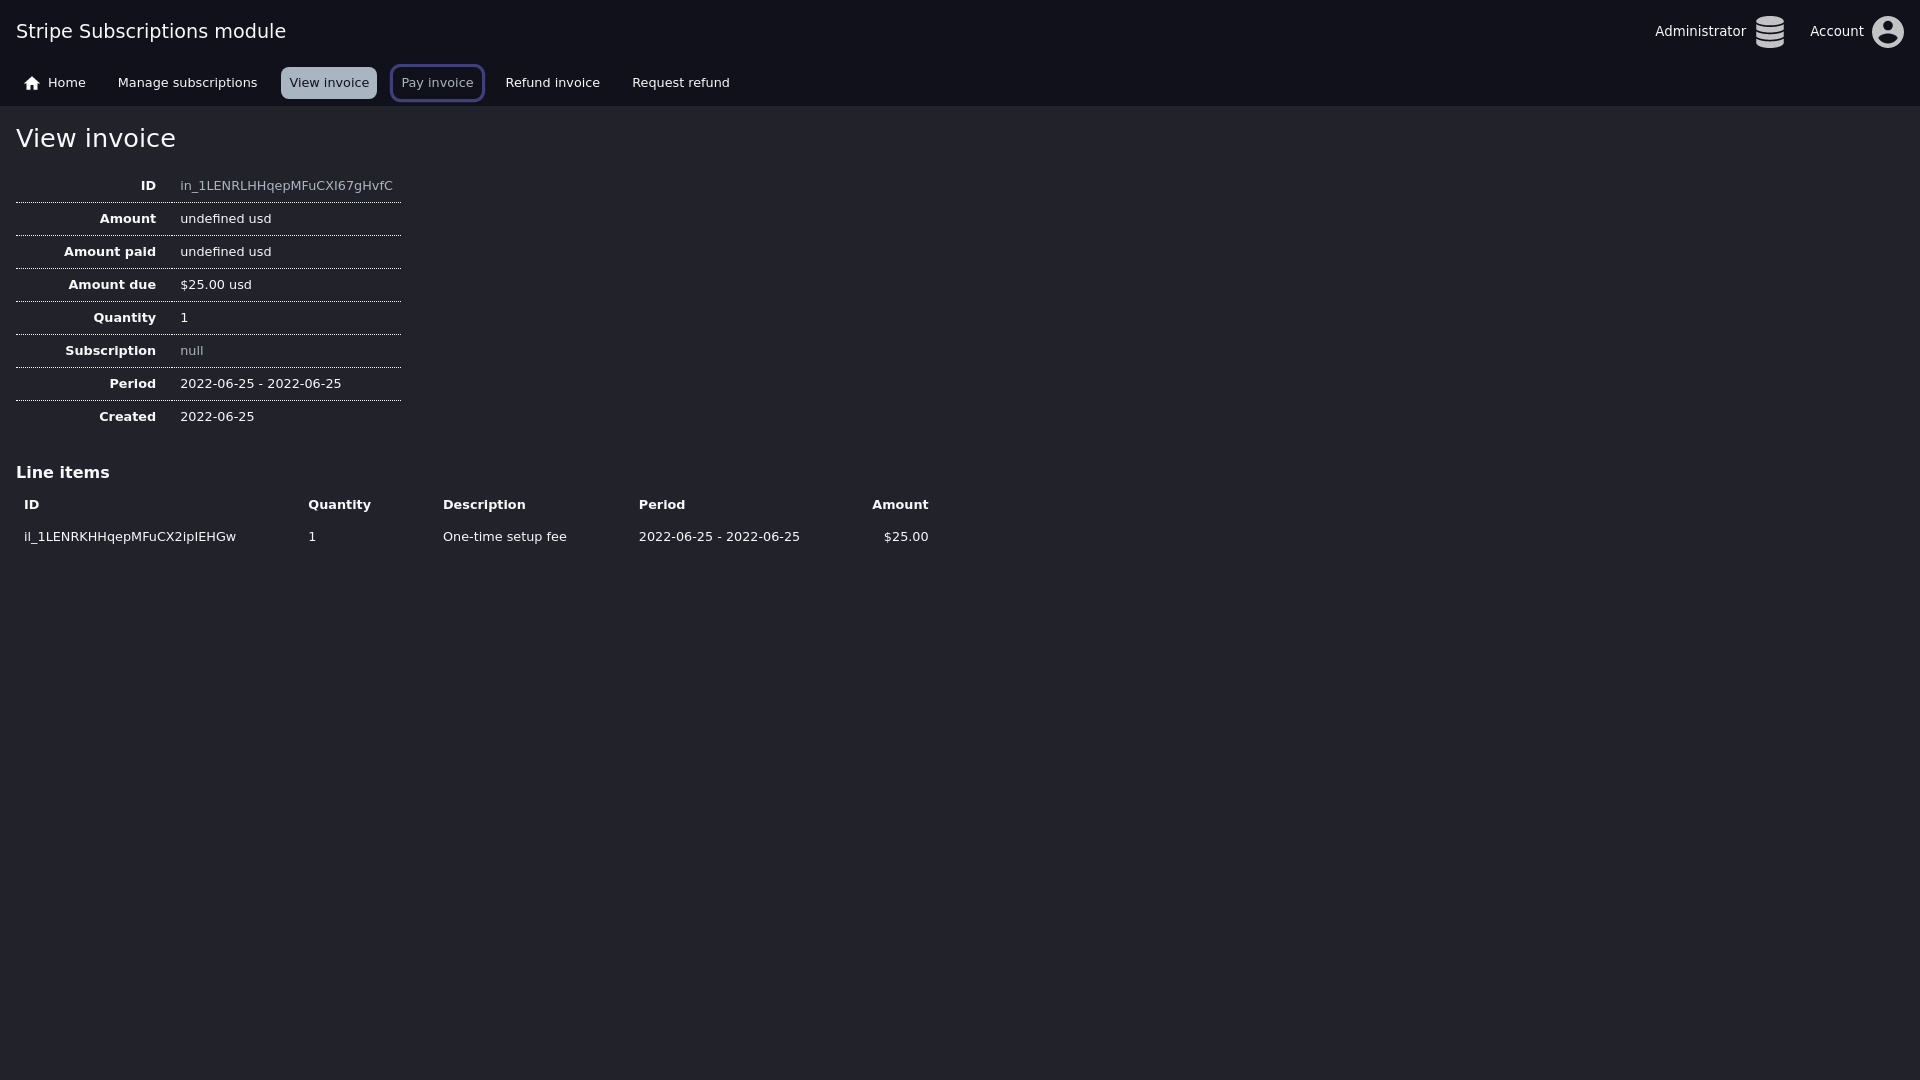 Stripe Subscriptions module
Administrator Account
Home Manage subscriptions View invoice Pay invoice Refund invoice Request refund
View invoice
ID in_1LENRLHHqepMFuCXI67gHvfC
Amount undefined usd
Amount paid undefined usd
Amount due $25.00 usd
Quantity 1
Subscription null
Period 2022-06-25 - 2022-06-25
Created 2022-06-25
Line items
ID Quantity Description Period Amount
il_1LENRKHHqepMFuCX2ipIEHGw 1 One-time setup fee 2022-06-25 - 2022-06-25 $25.00